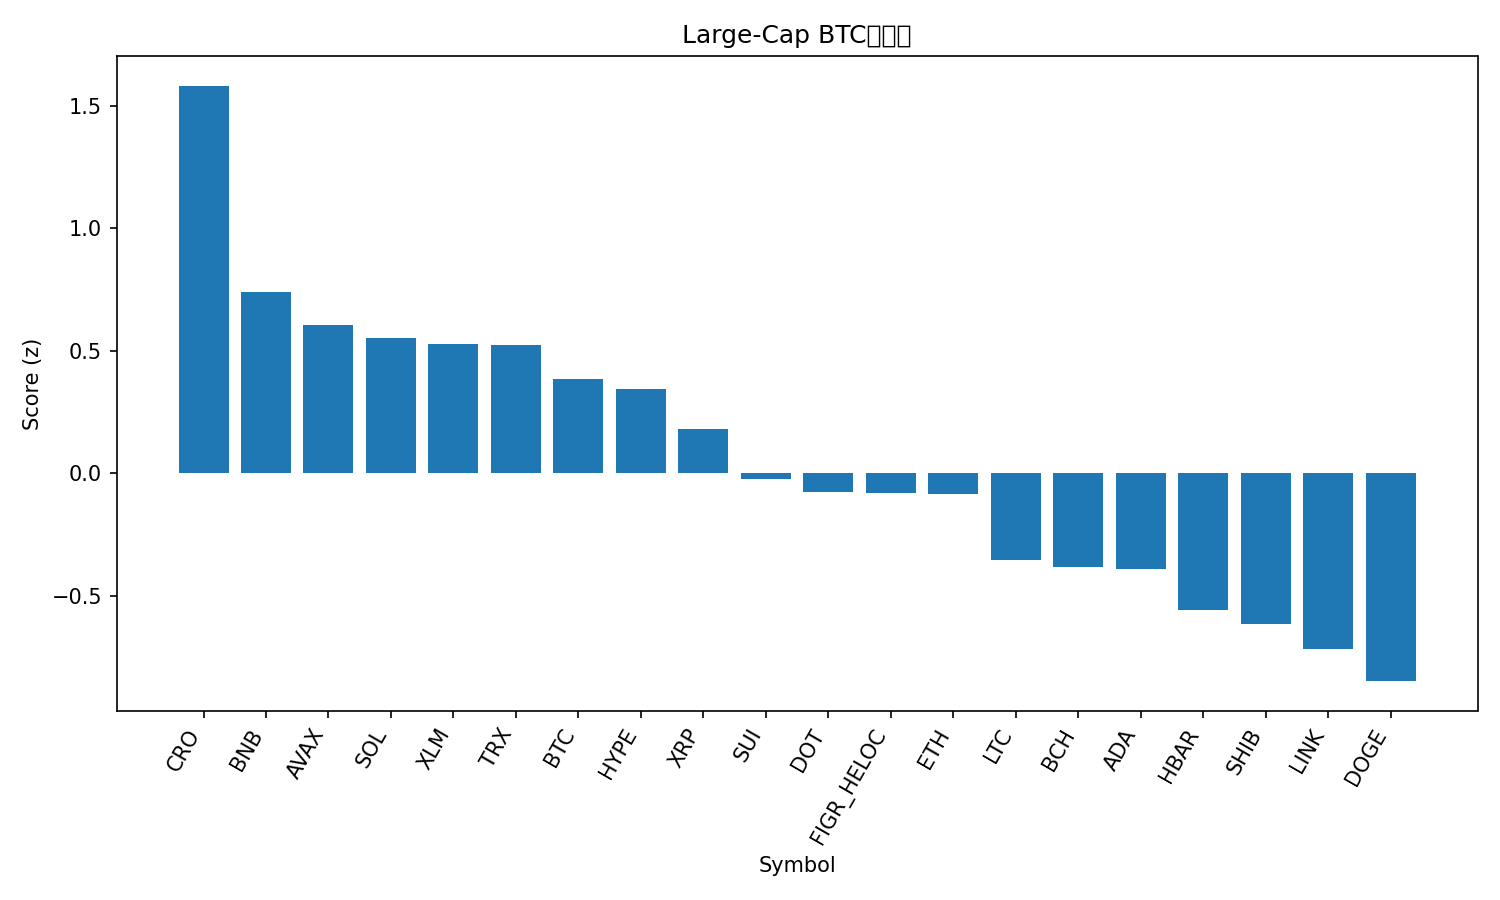 Large-Cap BTC
Score (z)
1.5
1.0
0.5
0.0
−0.5
CRO
BNB
AVAX
SOL
XLM
TRX
BTC
HYPE
XRP
SUI
DOT
FIGR_HELOC
ETH
LTC
BCH
ADA
HBAR
SHIB
LINK
DOGE
Symbol